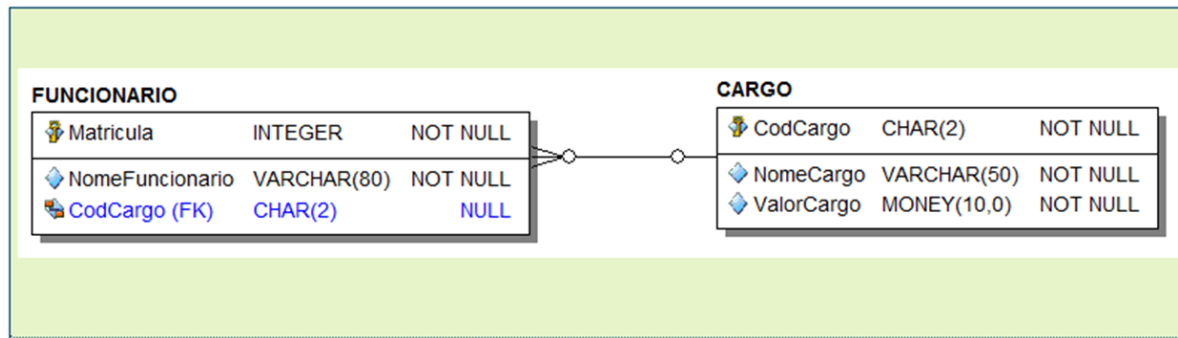 FUNCIONARIO
Matricula INTEGER NOT NULL
NomeFuncionario VARCHAR(80) NOT NULL
CodCargo (FK) CHAR(2) NULL
CARGO
CodCargo CHAR(2) NOT NULL
NomeCargo VARCHAR(50) NOT NULL
ValorCargo MONEY(10,0) NOT NULL